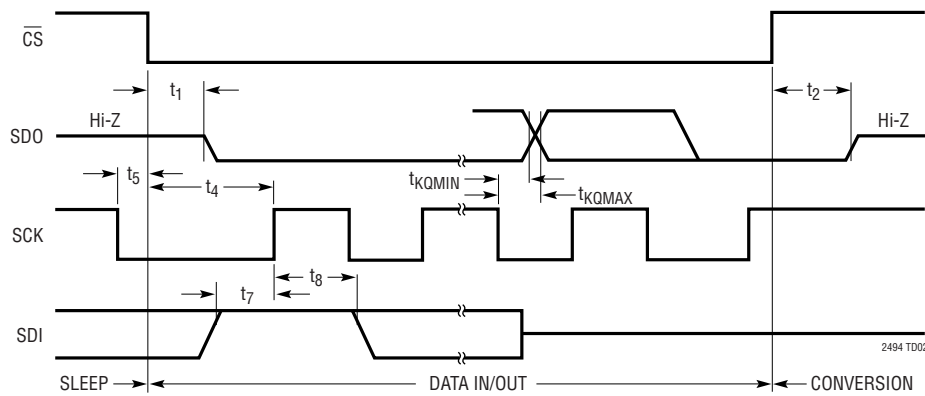 CS
t1
t2
Hi-Z
Hi-Z
SDO
t5
t4
tKQMIN
tKQMAX
SCK
t8
t7
SDI
2494 TD02
SLEEP
DATA IN/OUT
CONVERSION